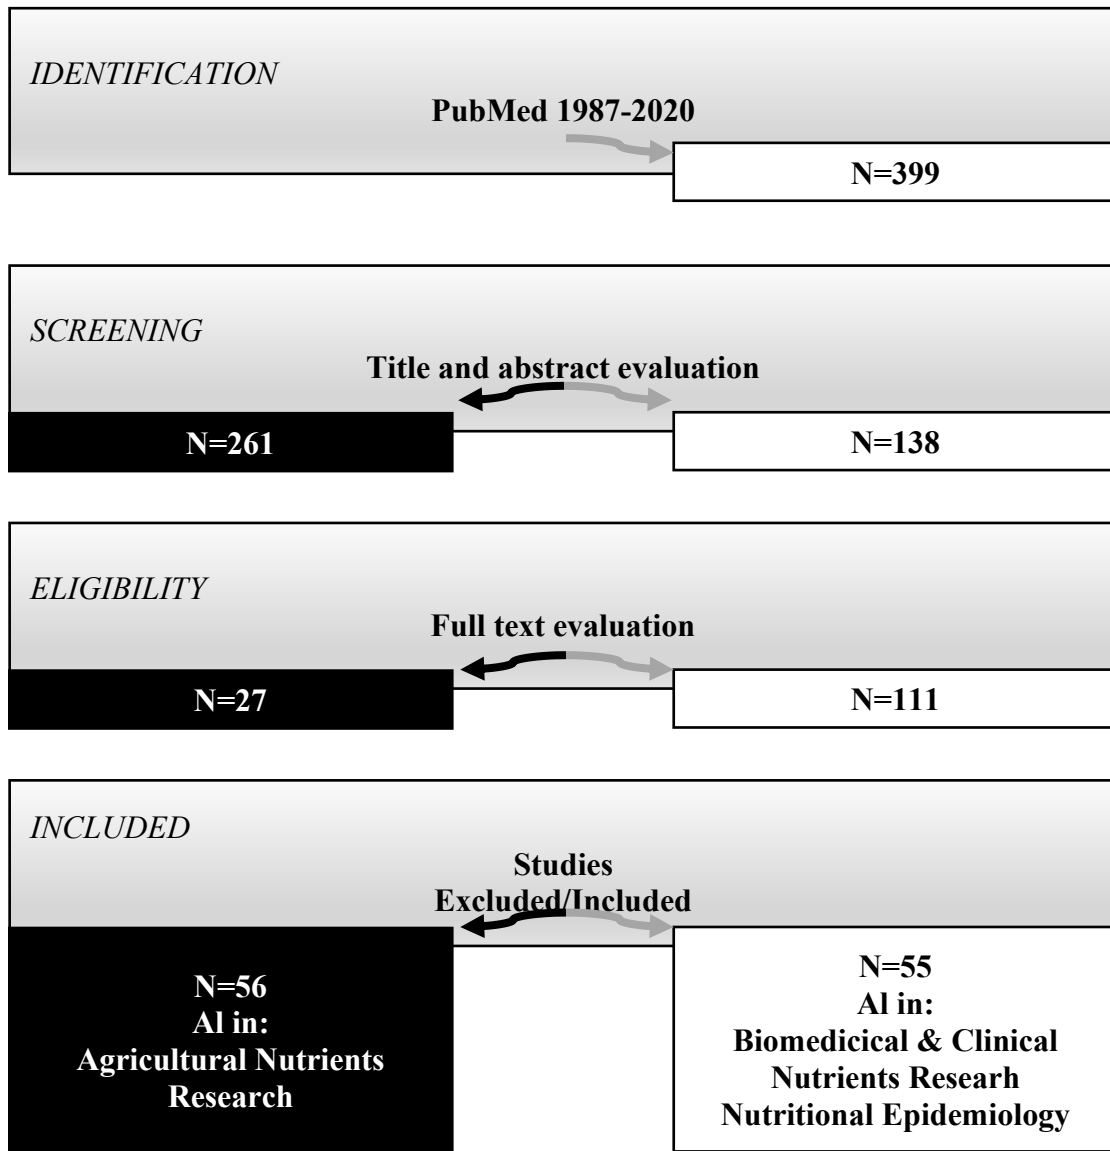 IDENTIFICATION
PubMed 1987-2020
N=399
SCREENING
Title and abstract evaluation
N=261
N=138
ELIGIBILITY
Full text evaluation
N=27
N=111
INCLUDED
Studies
Excluded/Included
N=56
Al in:
Agricultural Nutrients
Research
N=55
Al in:
Biomedicical & Clinical
Nutrients Researh
Nutritional Epidemiology